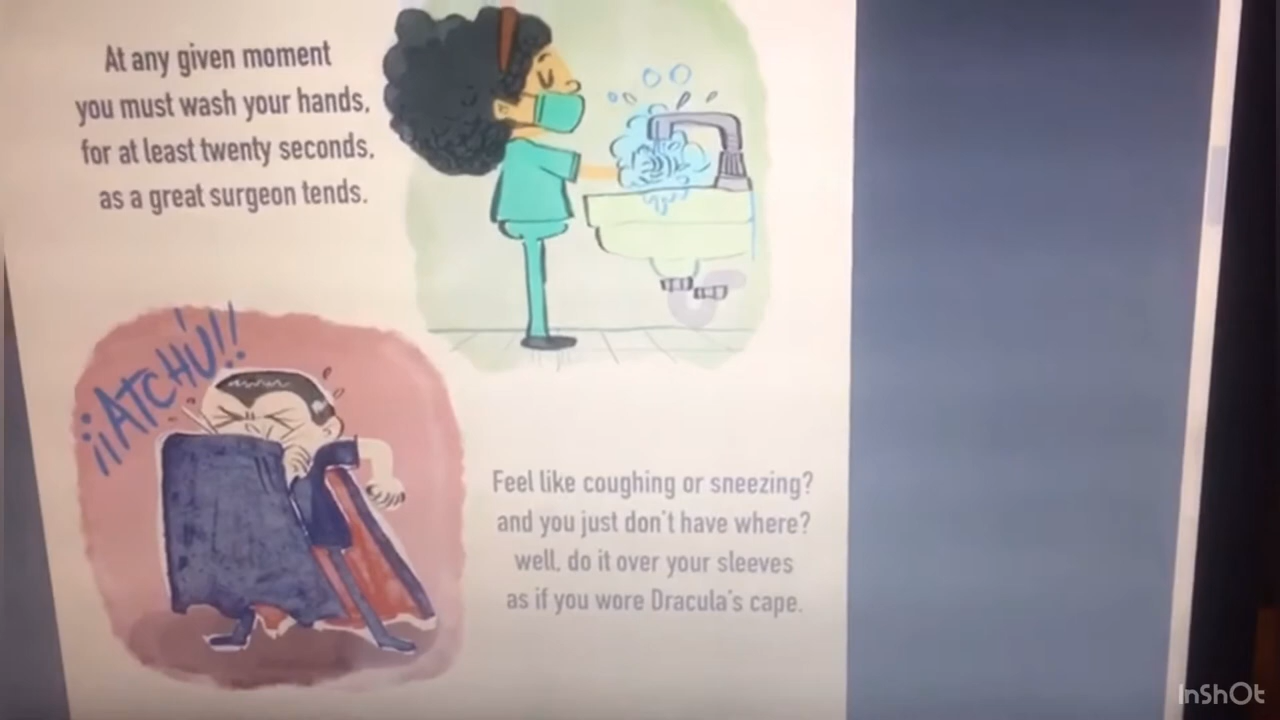 At any given moment
you must wash your hands,
for at least twenty seconds,
as a great surgeon tends.
¡¡ATCHÚ!!
Feel like coughing or sneezing?
and you just don't have where?
well, do it over your sleeves
as if you wore Dracula's cape.
InShOt